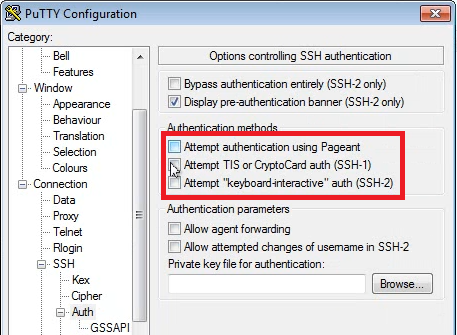 PuTTY Configuration
Category:
Bell
Features
Window
Appearance
Behaviour
Translation
Selection
Colours
Connection
Data
Proxy
Telnet
Rlogin
SSH
Kex
Cipher
Auth
GSSAPI
Options controlling SSH authentication
Bypass authentication entirely (SSH-2 only)
Display pre-authentication banner (SSH-2 only)
Authentication methods
Attempt authentication using Pageant
Attempt TIS or CryptoCard auth (SSH-1)
Attempt "keyboard-interactive" auth (SSH-2)
Authentication parameters
Allow agent forwarding
Allow attempted changes of username in SSH-2
Private key file for authentication:
Browse...